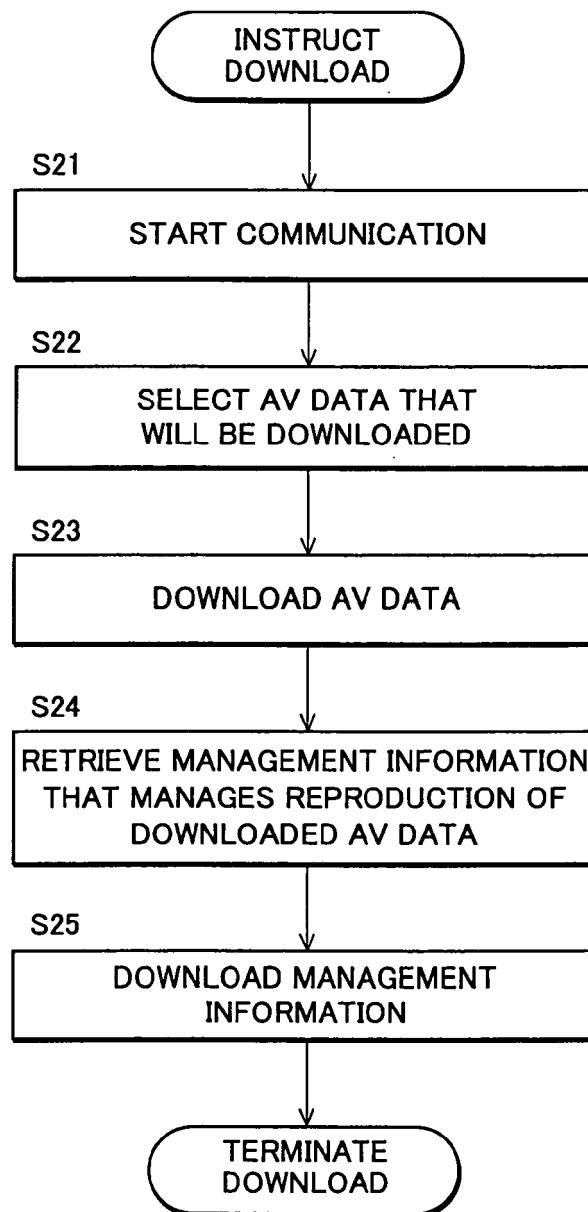 INSTRUCT
DOWNLOAD
S21
START COMMUNICATION
S22
SELECT AV DATA THAT
WILL BE DOWNLOADED
S23
DOWNLOAD AV DATA
S24
RETRIEVE MANAGEMENT INFORMATION
THAT MANAGES REPRODUCTION OF
DOWNLOADED AV DATA
S25
DOWNLOAD MANAGEMENT
INFORMATION
TERMINATE
DOWNLOAD